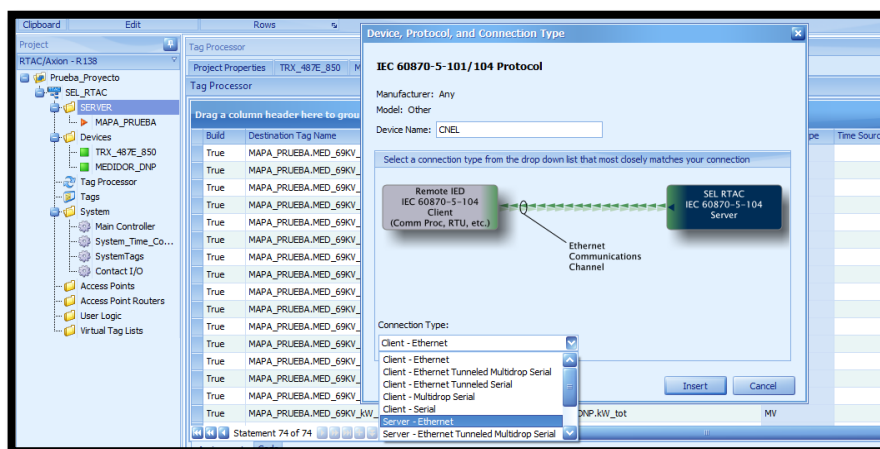 Clipboard
Edit
Rows
Project
RTAC/Axion - R138
Prueba_Proyecto
SEL_RTAC
SERVER
MAPA_PRUEBA
Devices
TRX_487E_850
MEDIDOR_DNP
Tag Processor
Tags
System
Main Controller
System_Time_Co...
SystemTags
Contact I/O
Access Points
Access Point Routers
User Logic
Virtual Tag Lists
Tag Processor
Project Properties
TRX_487E_850
Tag Processor
Drag a column header here to grou
Build
Destination Tag Name
Time Sourc
True
MAPA_PRUEBA.MED_69KV_
True
MAPA_PRUEBA.MED_69KV_
True
MAPA_PRUEBA.MED_69KV_
True
MAPA_PRUEBA.MED_69KV_
True
MAPA_PRUEBA.MED_69KV_
True
MAPA_PRUEBA.MED_69KV_
True
MAPA_PRUEBA.MED_69KV_
True
MAPA_PRUEBA.MED_69KV_
True
MAPA_PRUEBA.MED_69KV_
True
MAPA_PRUEBA.MED_69KV_
True
MAPA_PRUEBA.MED_69KV_
True
MAPA_PRUEBA.MED_69KV_
True
MAPA_PRUEBA.MED_69KV_
True
MAPA_PRUEBA.MED_69KV_
True
MAPA_PRUEBA.MED_69KV_
True
MAPA_PRUEBA.MED_69KV_kW_
DNP.kW_tot
MV
Statement 74 of 74
Device, Protocol, and Connection Type
IEC 60870-5-101/104 Protocol
Manufacturer: Any
Model: Other
Device Name: CNEL
Select a connection type from the drop down list that most closely matches your connection
Remote IED
IEC 60870-5-104
Client
(Comm Proc, RTU, etc.)
SEL RTAC
IEC 60870-5-104
Server
Ethernet
Communications
Channel
Connection Type:
Client - Ethernet
Client - Ethernet
Client - Ethernet Tunneled Multidrop Serial
Client - Ethernet Tunneled Serial
Client - Multidrop Serial
Client - Serial
Server - Ethernet
Server - Ethernet Tunneled Multidrop Serial
Insert
Cancel